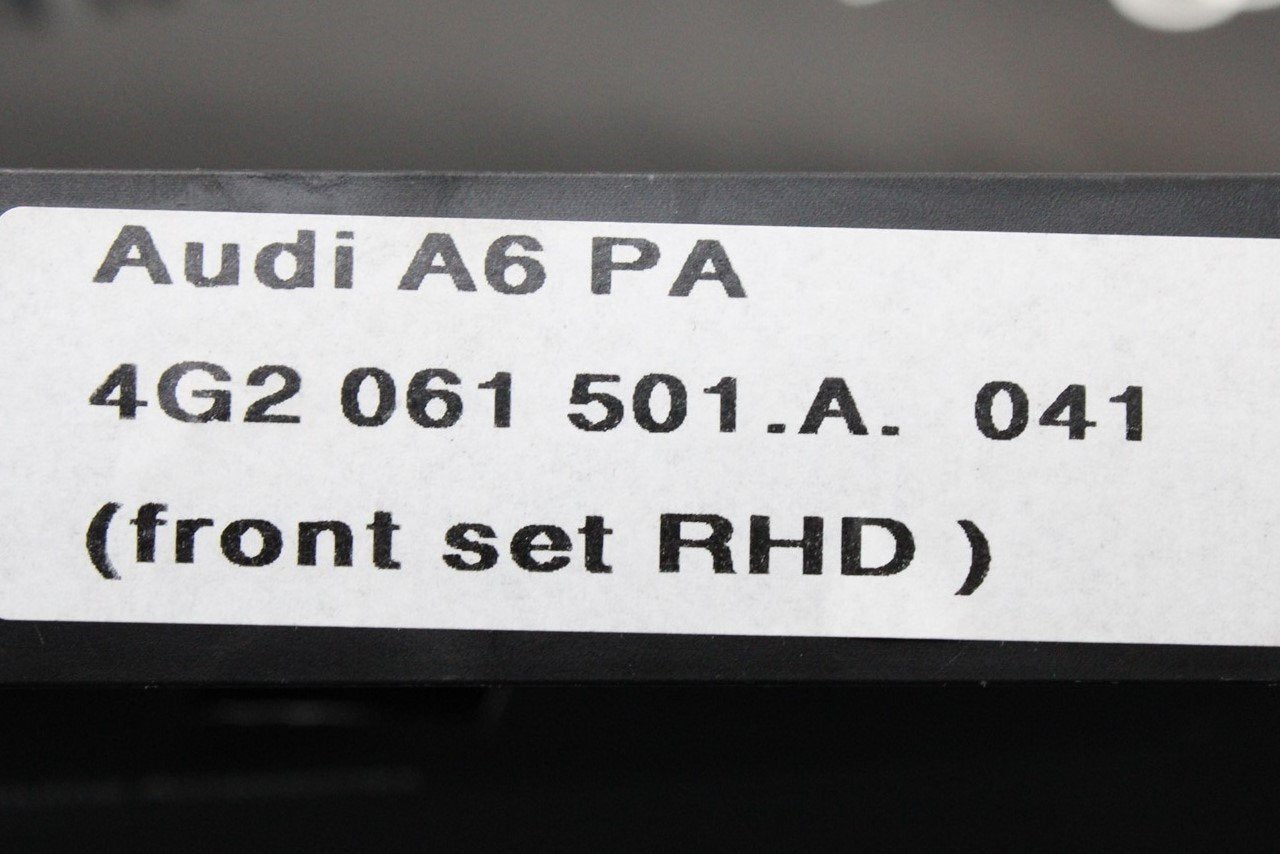 Audi A6 PA
4G2 061 501.A. 041
(front set RHD )